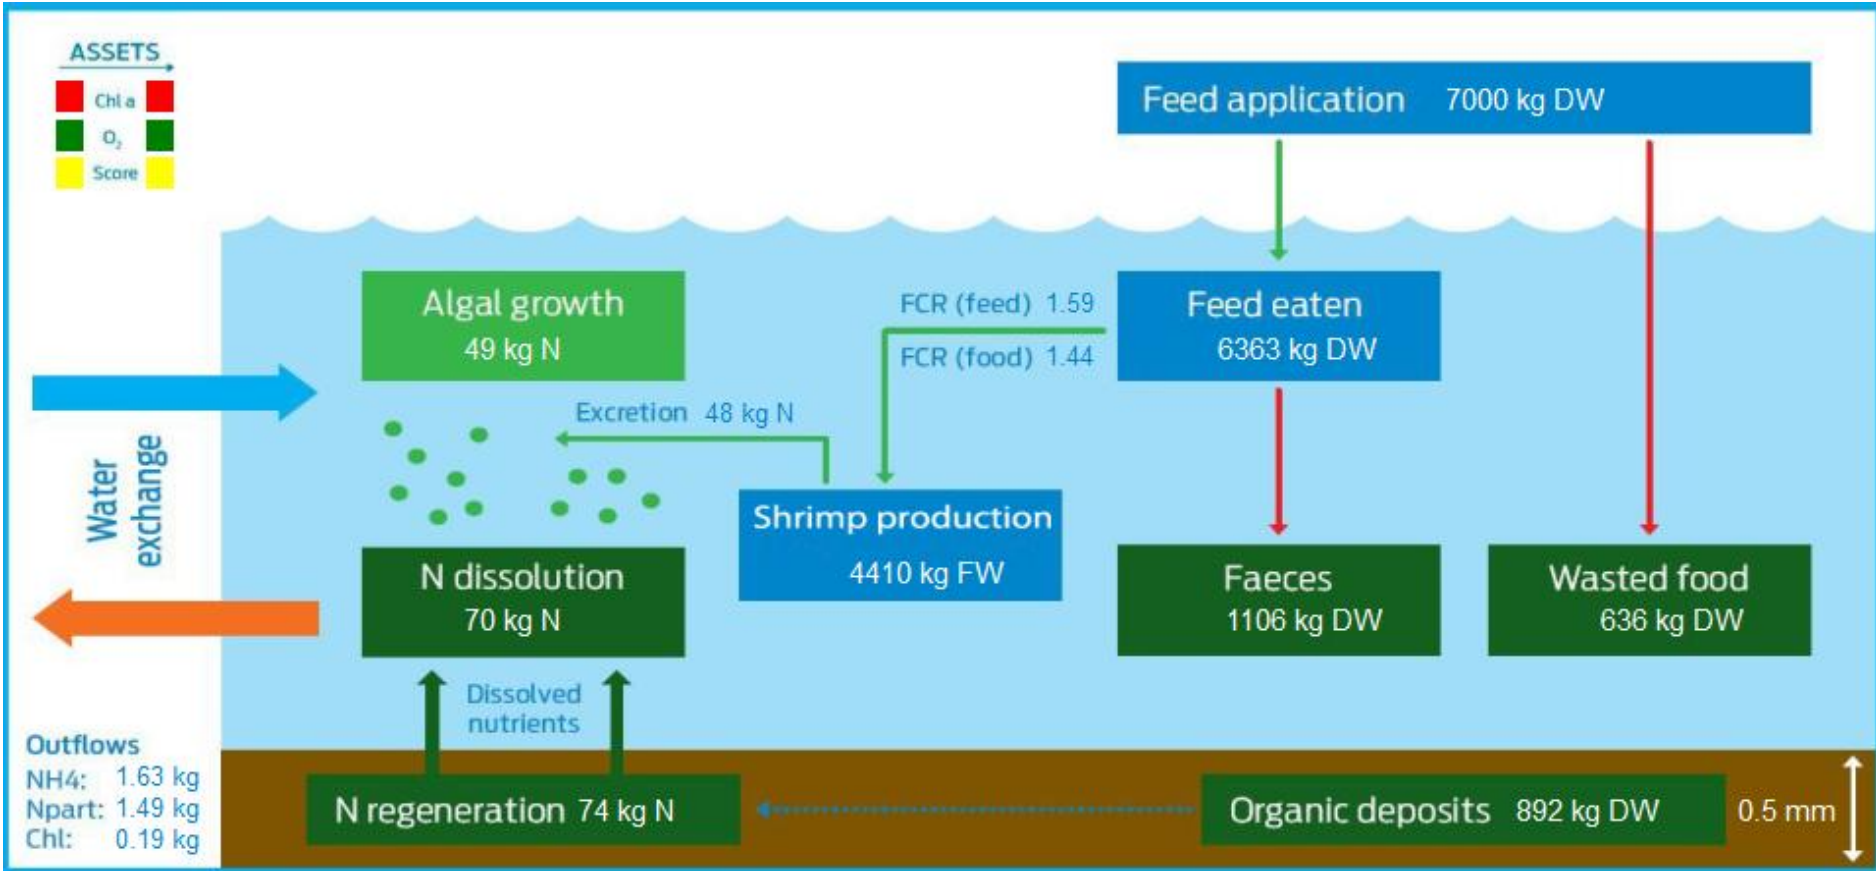 ASSETS
Chl a
O₂
Score
Feed application 7000 kg DW
Algal growth
49 kg N
FCR (feed) 1.59
FCR (food) 1.44
Feed eaten
6363 kg DW
Excretion 48 kg N
Water
exchange
Shrimp production
4410 kg FW
N dissolution
70 kg N
Faeces
1106 kg DW
Wasted food
636 kg DW
Dissolved
nutrients
Outflows
NH4: 1.63 kg
Npart: 1.49 kg
Chl: 0.19 kg
N regeneration 74 kg N
Organic deposits 892 kg DW
0.5 mm